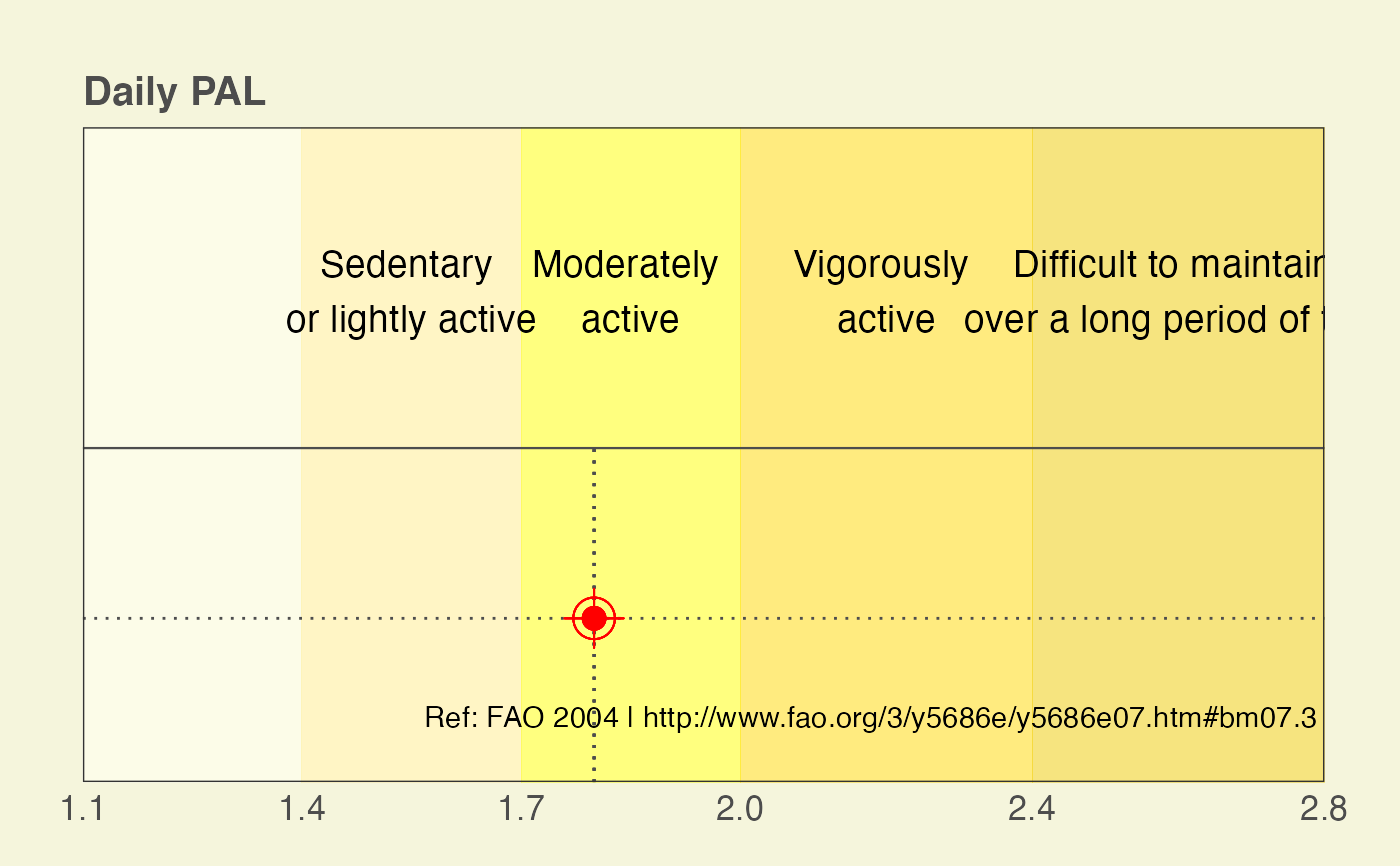 Daily PAL
Sedentary
or lightly active
Moderately
active
Vigorously
active
Difficult to maintain
over a long period of
Ref: FAO 2004 | http://www.fao.org/3/y5686e/y5686e07.htm#bm07.3
1.1 1.4 1.7 2.0 2.4 2.8